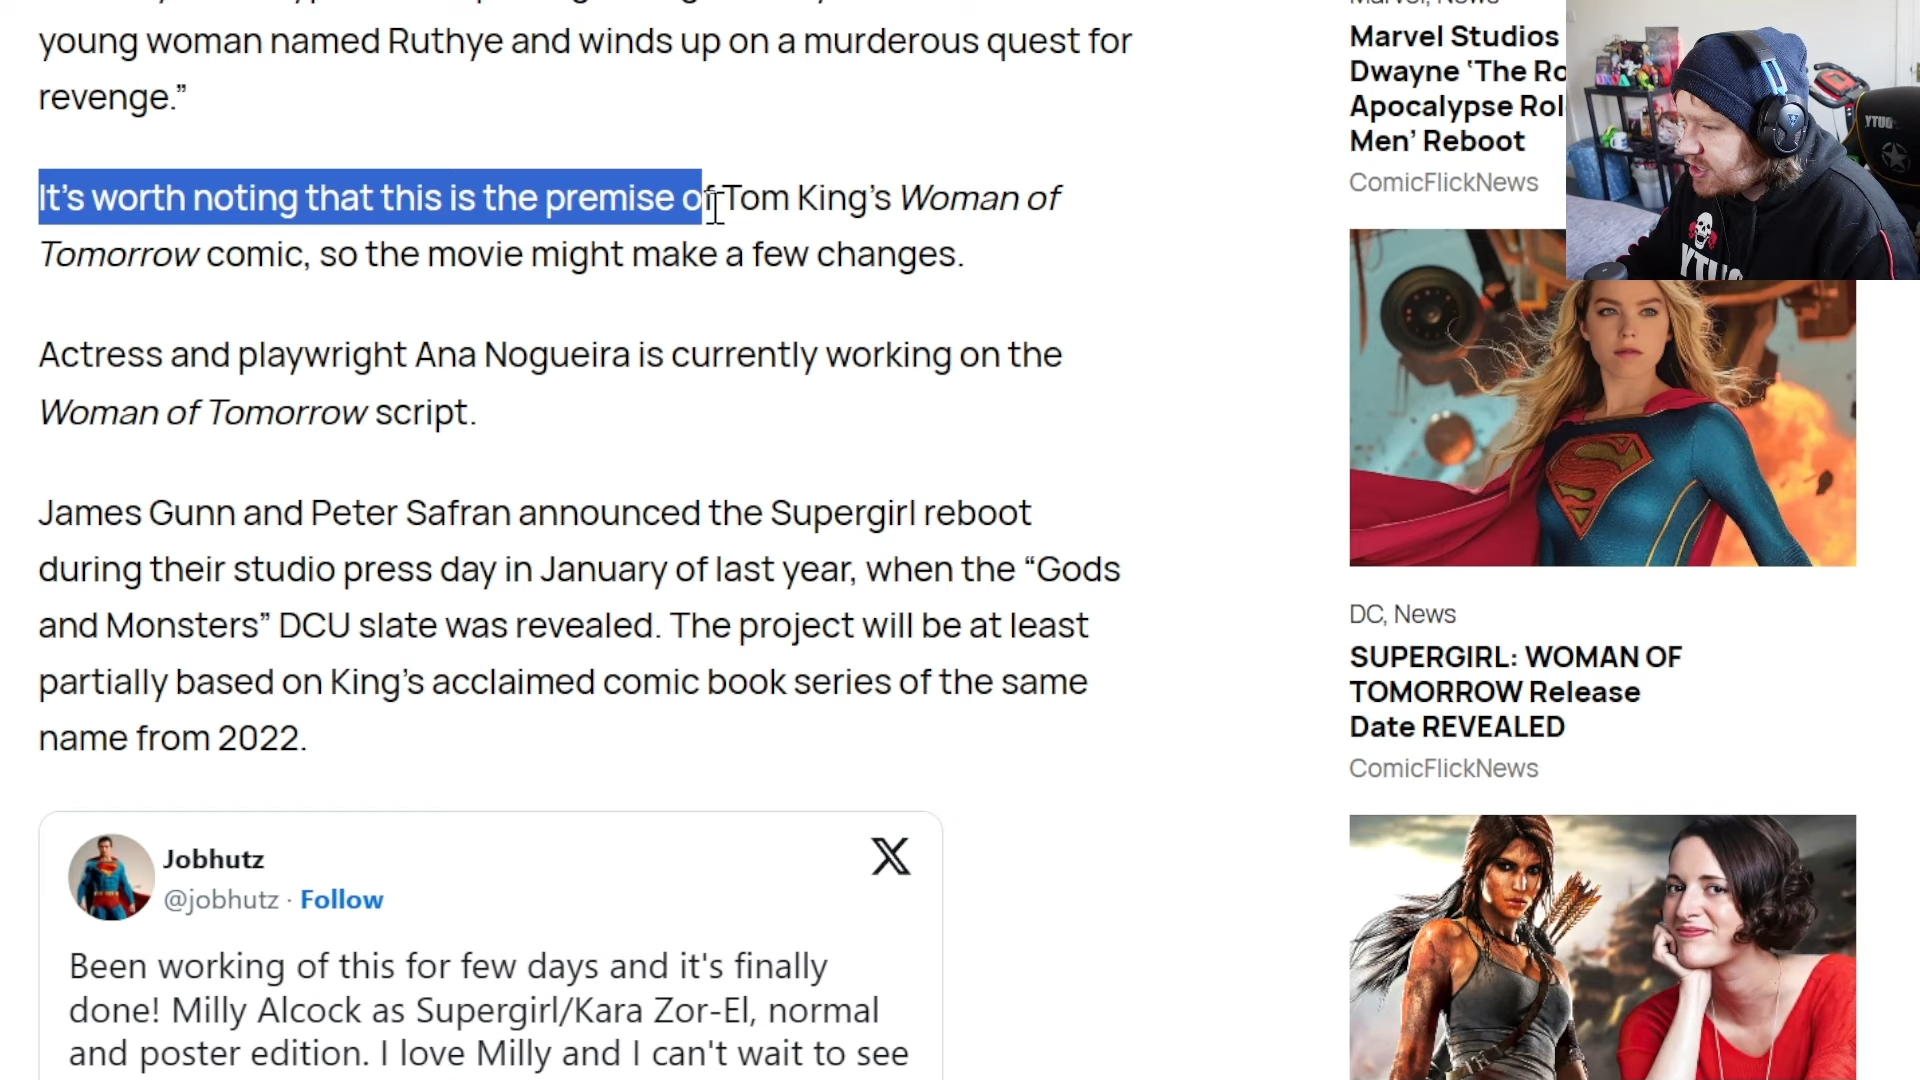 young woman named Ruthye and winds up on a murderous quest for
revenge.”
It’s worth noting that this is the premise of Tom King’s Woman of
Tomorrow comic, so the movie might make a few changes.
Actress and playwright Ana Nogueira is currently working on the
Woman of Tomorrow script.
James Gunn and Peter Safran announced the Supergirl reboot
during their studio press day in January of last year, when the “Gods
and Monsters” DCU slate was revealed. The project will be at least
partially based on King’s acclaimed comic book series of the same
name from 2022.
Jobhutz
@jobhutz · Follow
Been working of this for few days and it's finally
done! Milly Alcock as Supergirl/Kara Zor-El, normal
and poster edition. I love Milly and I can't wait to see
Marvel, News
Marvel Studios
Dwayne ‘The Ro
Apocalypse Rol
Men’ Reboot
ComicFlickNews
DC, News
SUPERGIRL: WOMAN OF
TOMORROW Release
Date REVEALED
ComicFlickNews
YTUG
YTUG